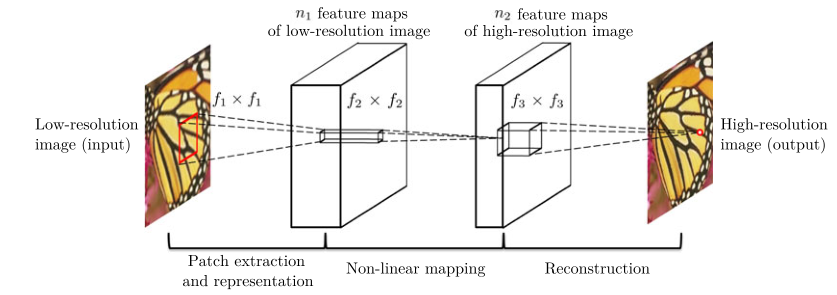 n₁ feature maps
of low-resolution image
n₂ feature maps
of high-resolution image
f₁ × f₁
f₂ × f₂
f₃ × f₃
Low-resolution
image (input)
High-resolution
image (output)
Patch extraction
and representation
Non-linear mapping
Reconstruction